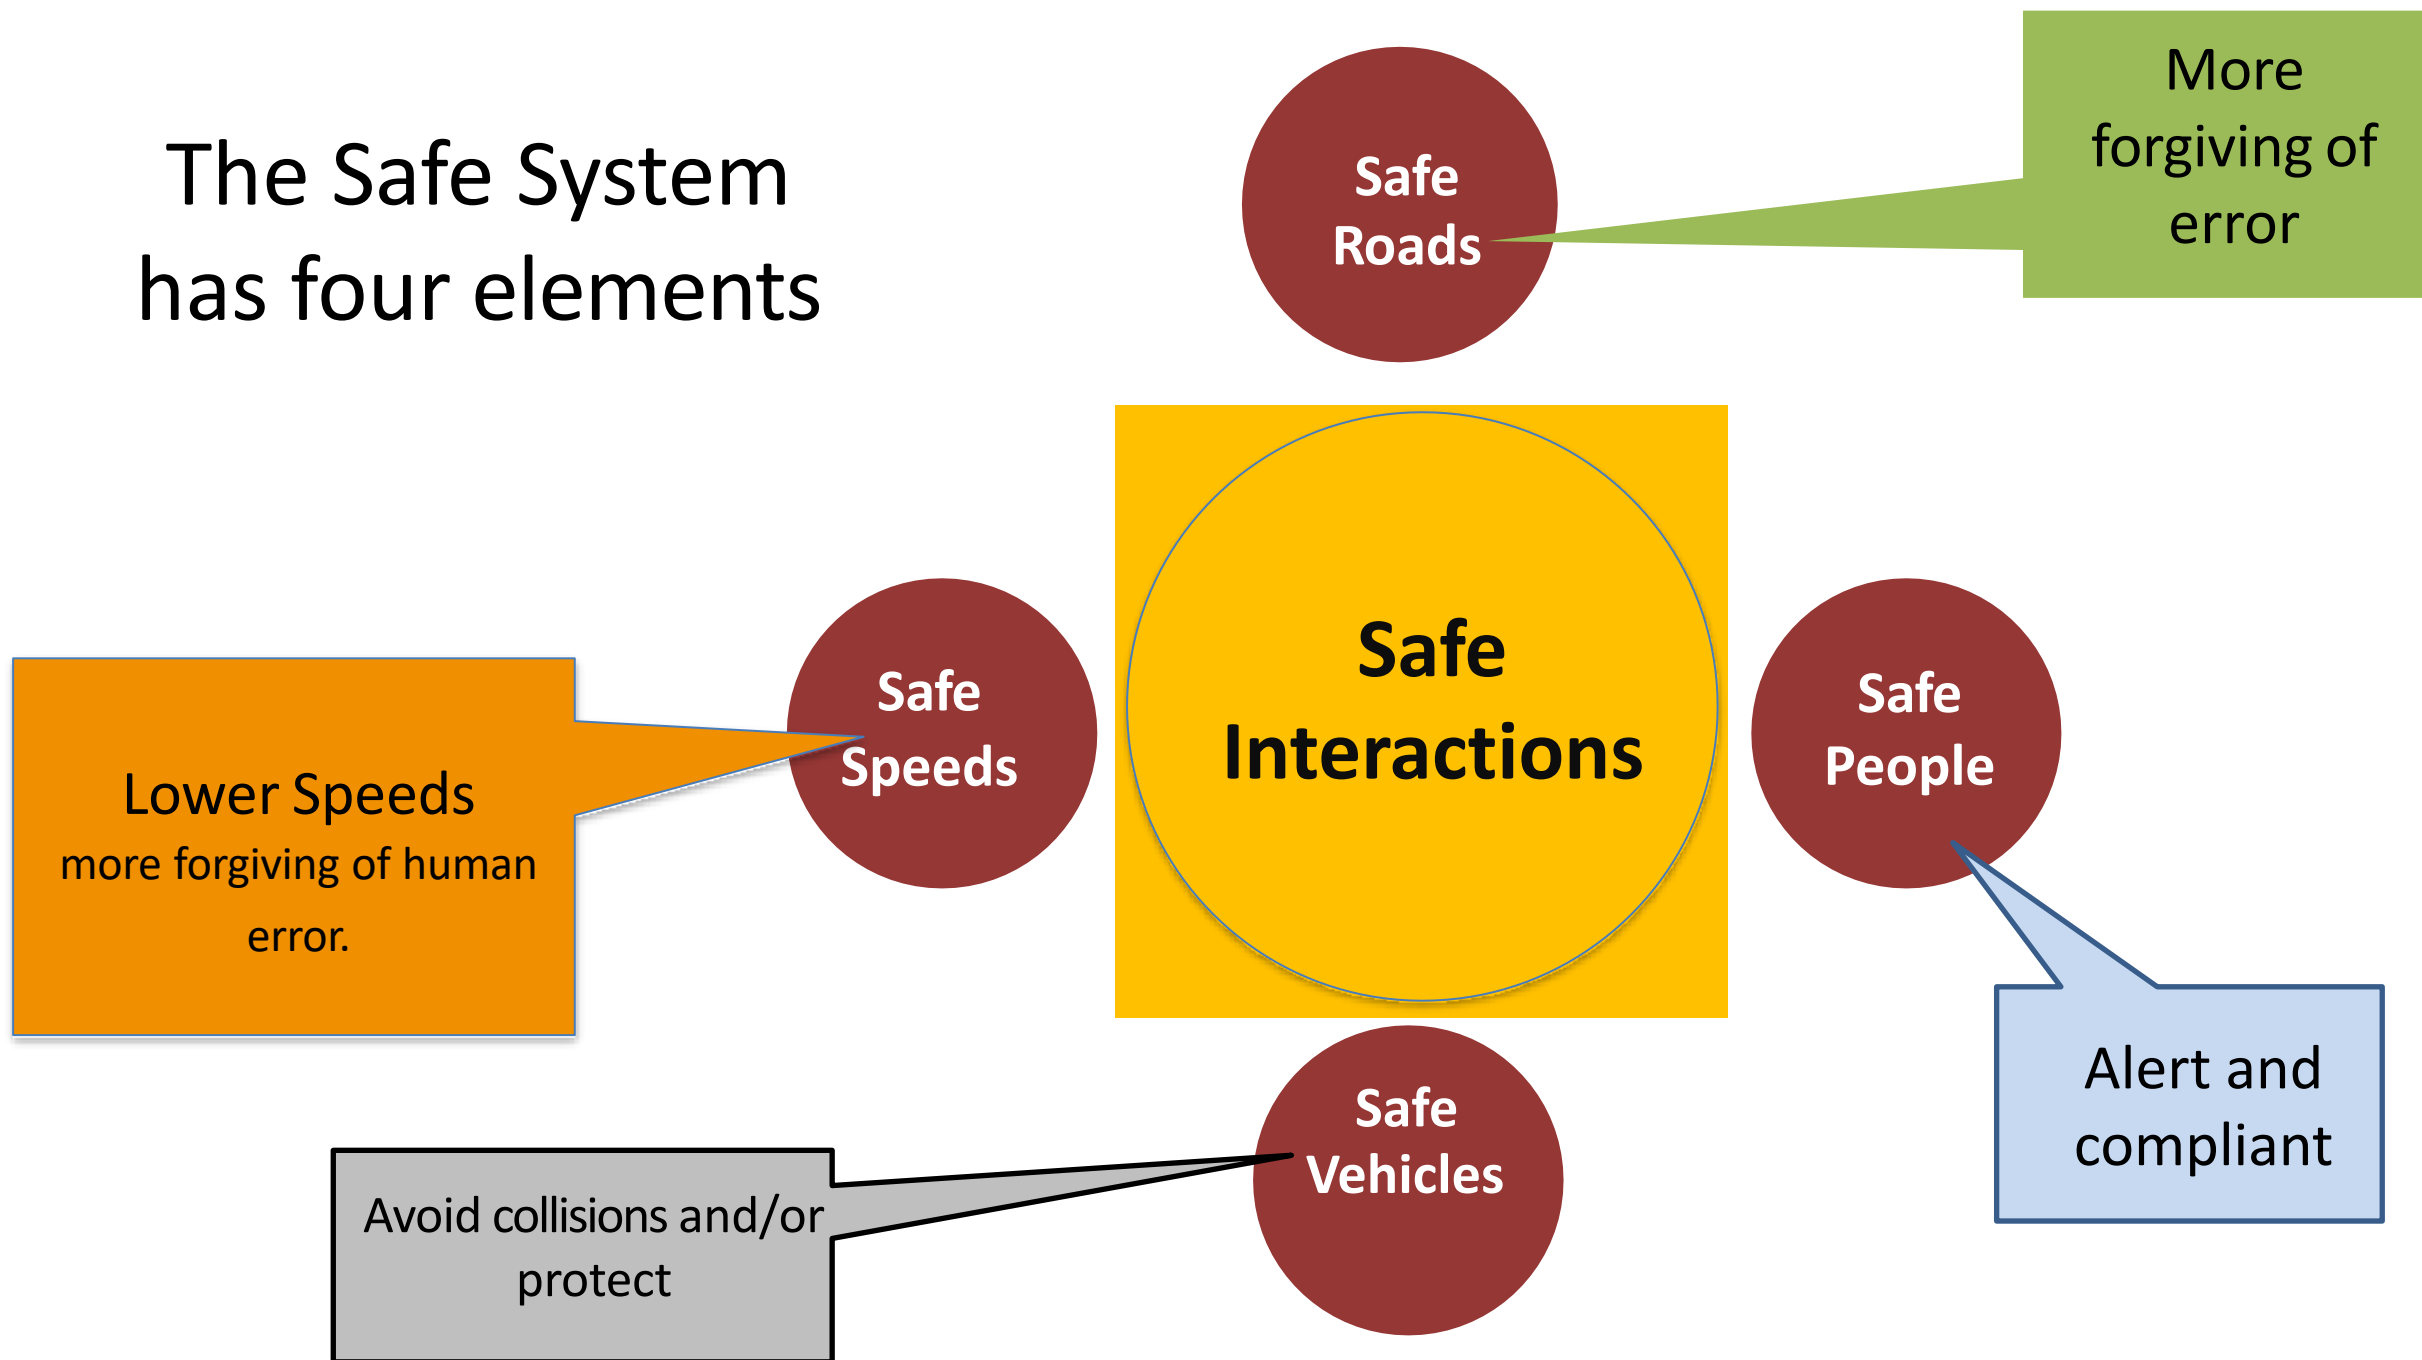 The Safe System
has four elements
Safe
Roads
More
forgiving of
error
Safe
Interactions
Safe
Speeds
Lower Speeds
more forgiving of human
error.
Safe
People
Alert and
compliant
Safe
Vehicles
Avoid collisions and/or
protect